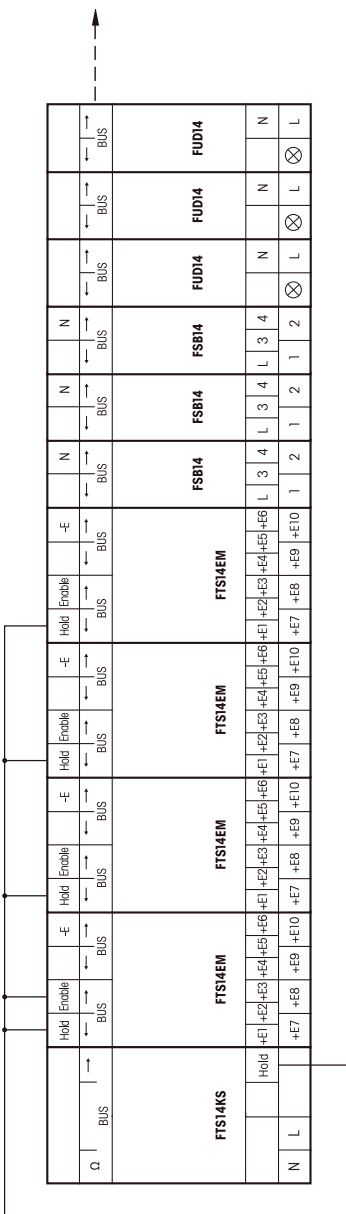 Ω BUS →
FTS14KS
Hold
N L
Hold Enable -E
← → ← →
BUS BUS
FTS14EM
+E1 +E2 +E3 +E4 +E5 +E6
+E7 +E8 +E9 +E10
Hold Enable -E
← → ← →
BUS BUS
FTS14EM
+E1 +E2 +E3 +E4 +E5 +E6
+E7 +E8 +E9 +E10
Hold Enable -E
← → ← →
BUS BUS
FTS14EM
+E1 +E2 +E3 +E4 +E5 +E6
+E7 +E8 +E9 +E10
Hold Enable -E
← → ← →
BUS BUS
FTS14EM
+E1 +E2 +E3 +E4 +E5 +E6
+E7 +E8 +E9 +E10
N
← →
BUS
FSB14
L 3 4
1 2
N
← →
BUS
FSB14
L 3 4
1 2
N
← →
BUS
FSB14
L 3 4
1 2
← →
BUS
FUD14
N
⊗ L
← →
BUS
FUD14
N
⊗ L
← →
BUS
FUD14
N
⊗ L